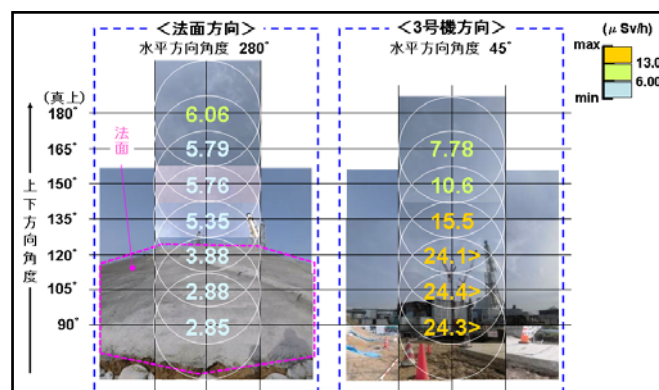 <法面方向>
水平方向角度 280°
<3号機方向>
水平方向角度 45°
(μSv/h)
max
13.0
6.00
min
(真上)
180°
165°
150°
135°
120°
105°
90°
上下方向角度
法面
6.06
5.79
5.76
5.35
3.88
2.88
2.85
7.78
10.6
15.5
24.1>
24.4>
24.3>